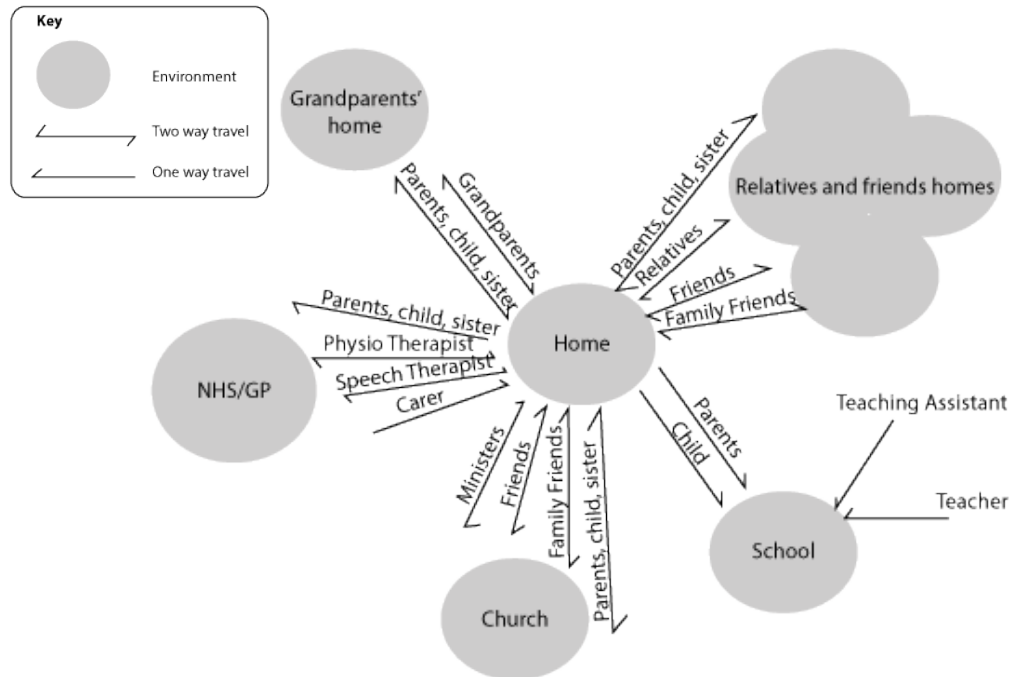 Key
Environment
Two way travel
One way travel
Grandparents'
home
Parents, child, sister
Grandparents
Parents, child, sister
Relatives
Friends
Family Friends
Relatives and friends homes
Parents, child, sister
Physio Therapist
Speech Therapist
Carer
NHS/GP
Home
Ministers
Friends
Family Friends
Parents, child, sister
Church
Parents
Child
Teaching Assistant
Teacher
School